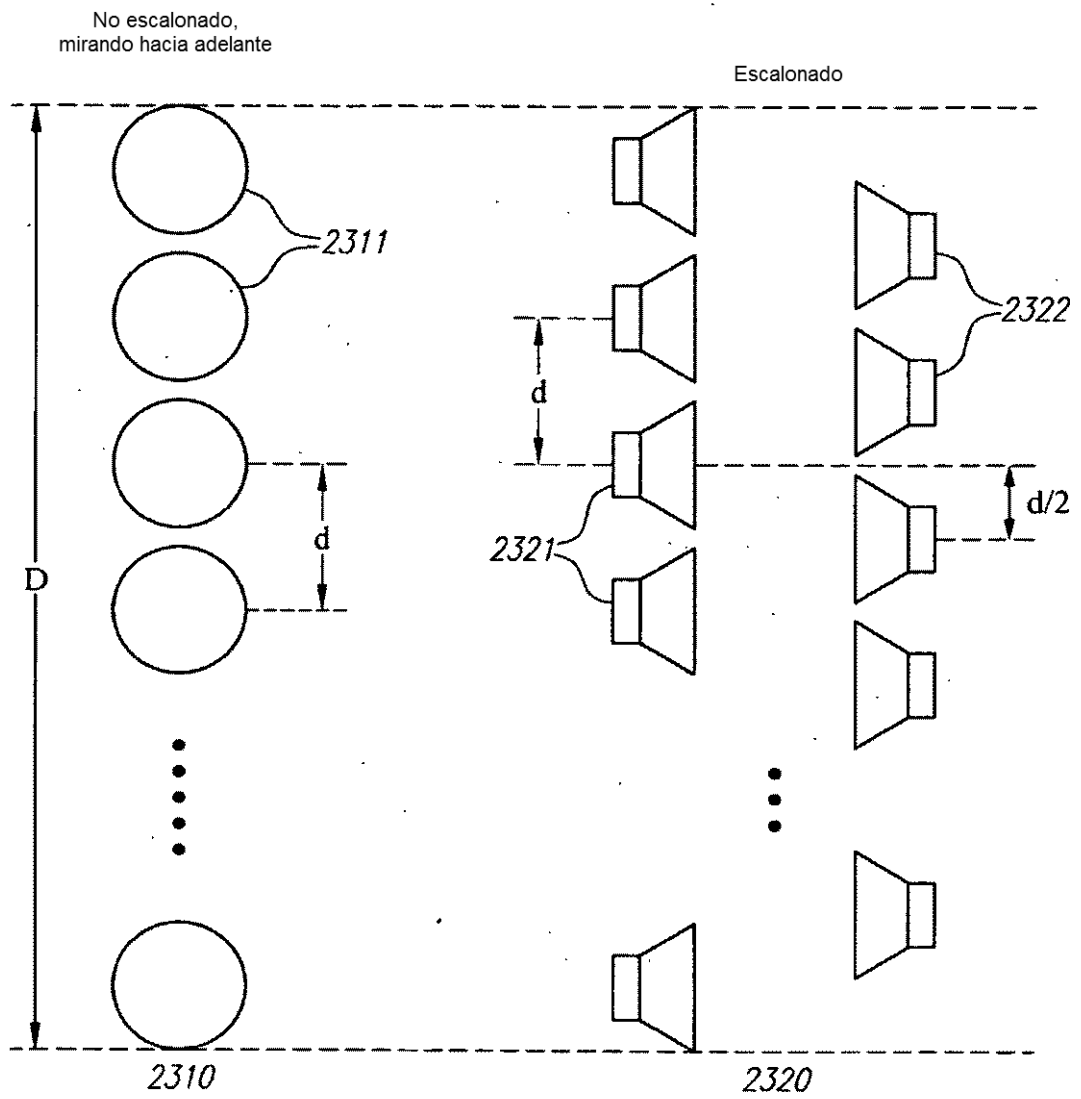 No escalonado,
mirando hacia adelante
Escalonado
2311
2322
d
d
d/2
2321
D
2310
2320